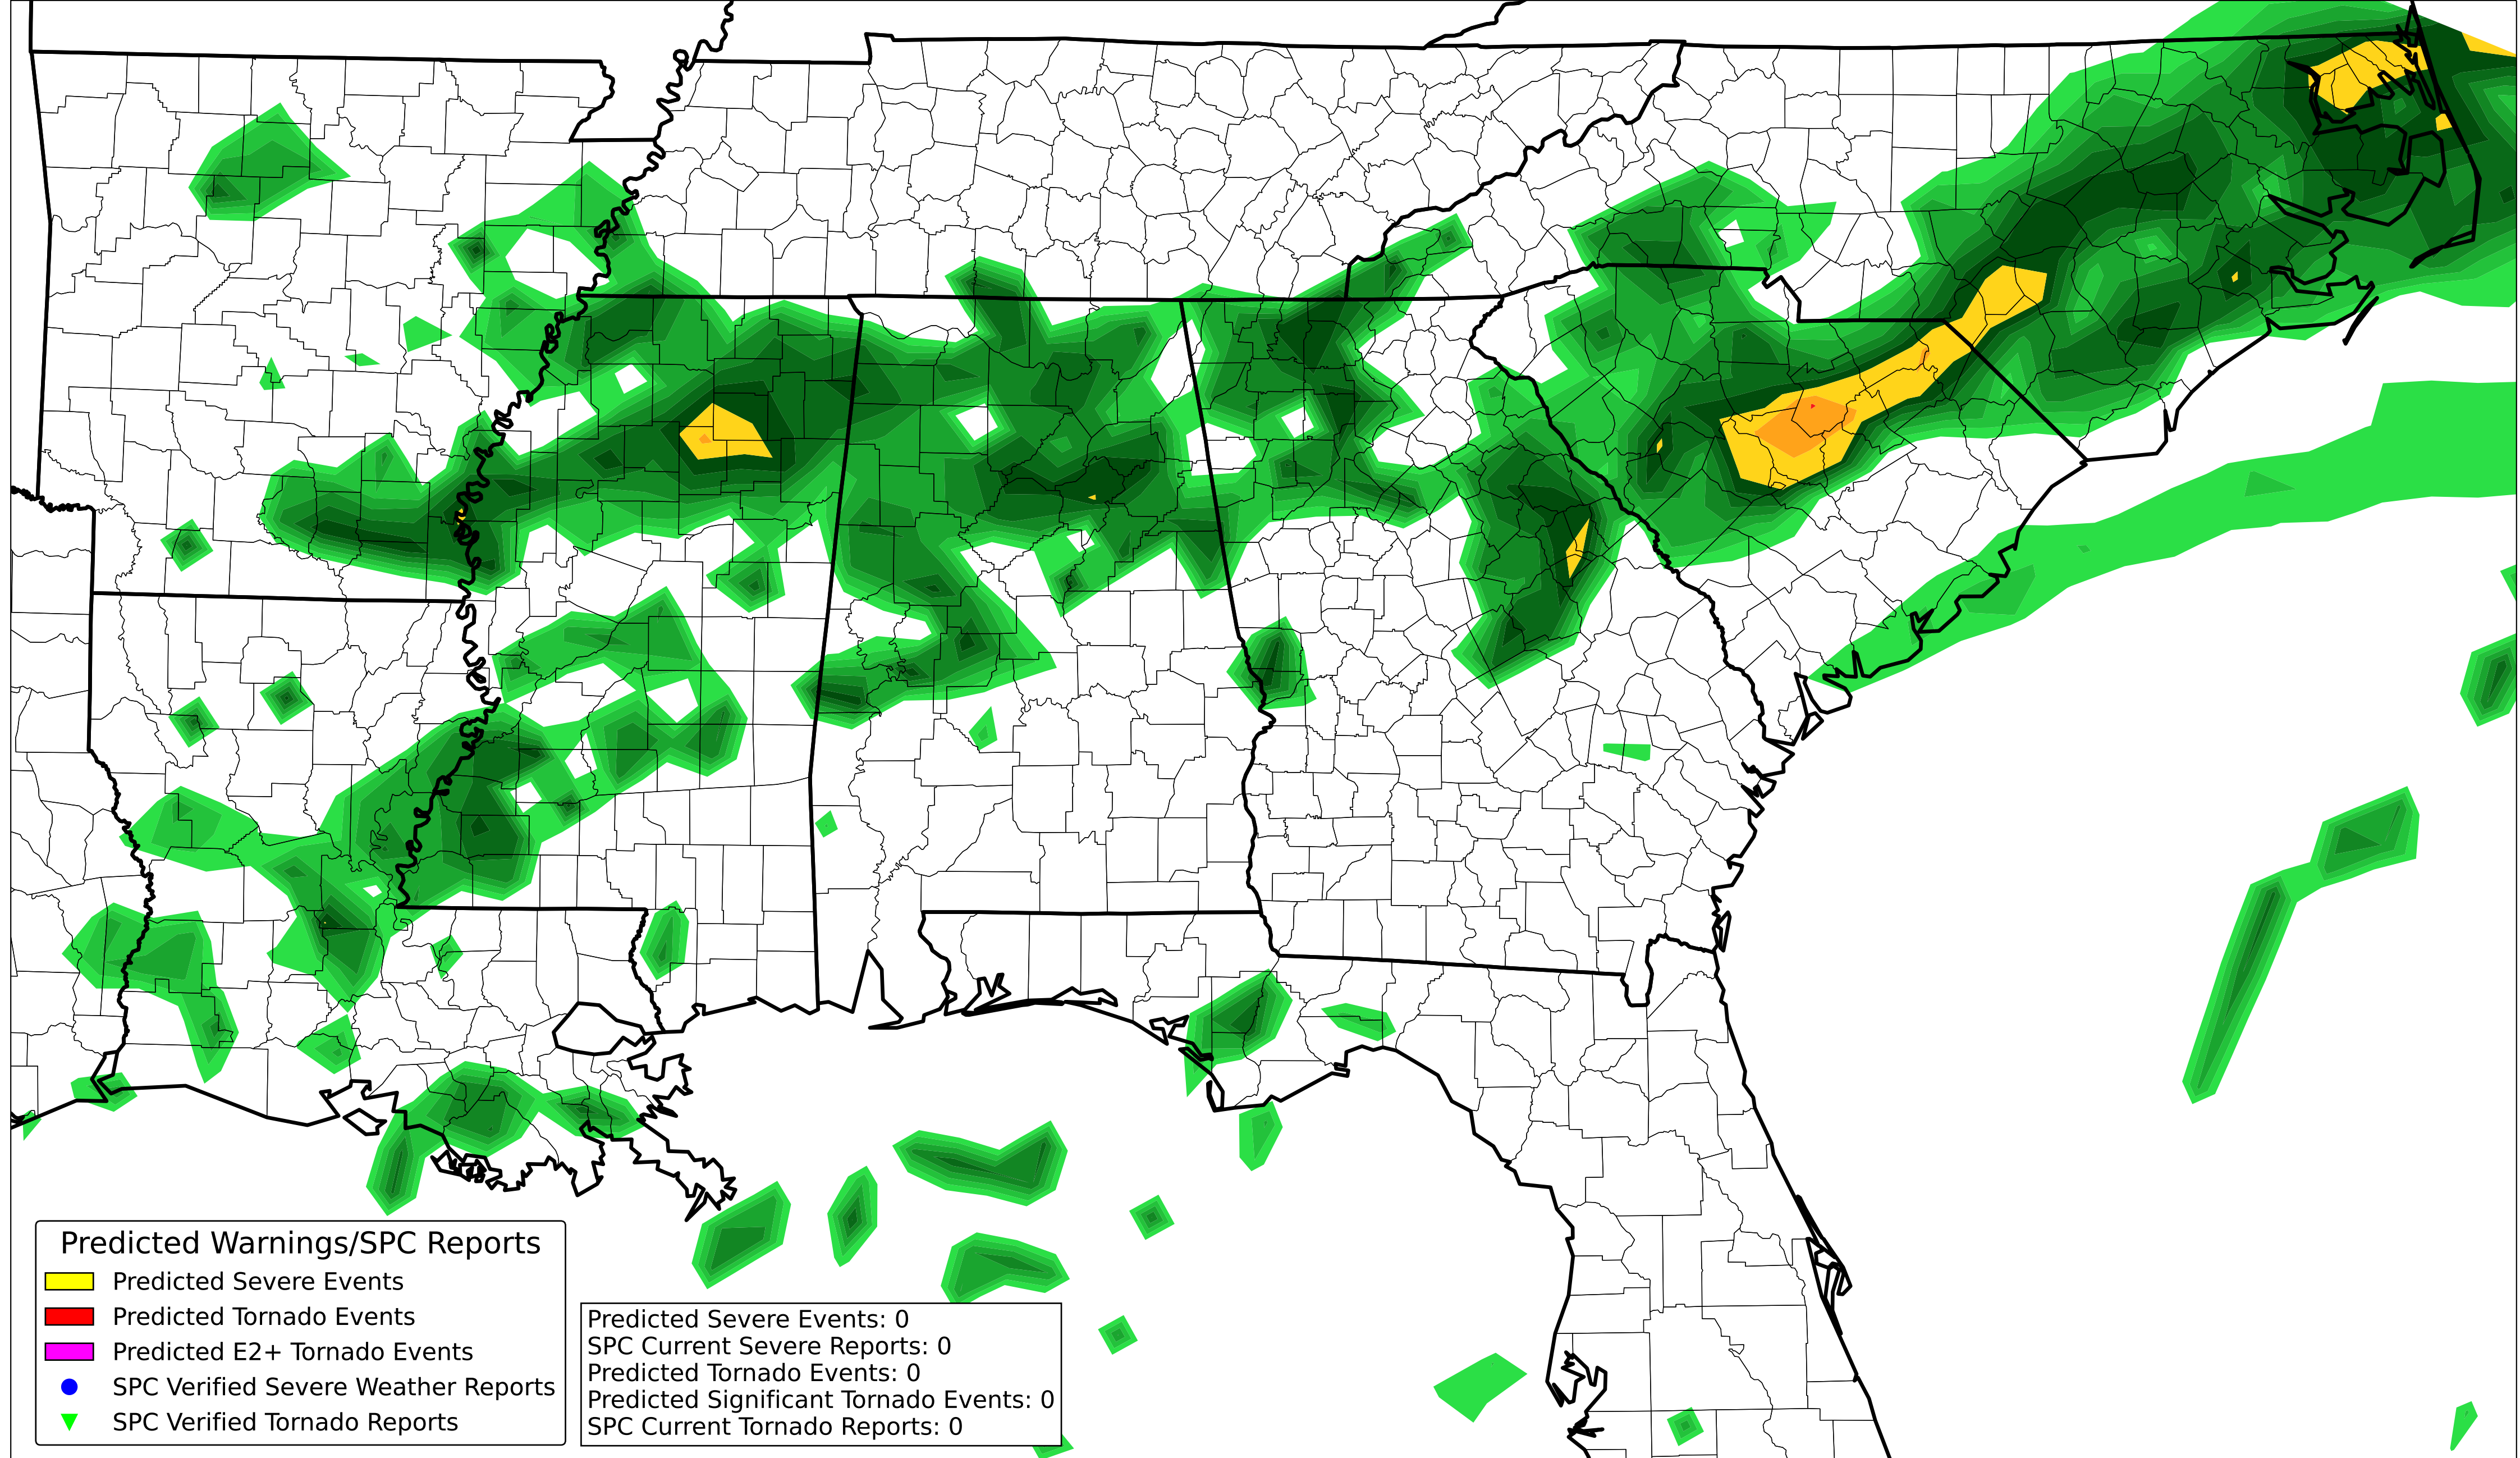 Predicted Warnings/SPC Reports
Predicted Severe Events
Predicted Tornado Events
Predicted E2+ Tornado Events
SPC Verified Severe Weather Reports
SPC Verified Tornado Reports
Predicted Severe Events: 0
SPC Current Severe Reports: 0
Predicted Tornado Events: 0
Predicted Significant Tornado Events: 0
SPC Current Tornado Reports: 0